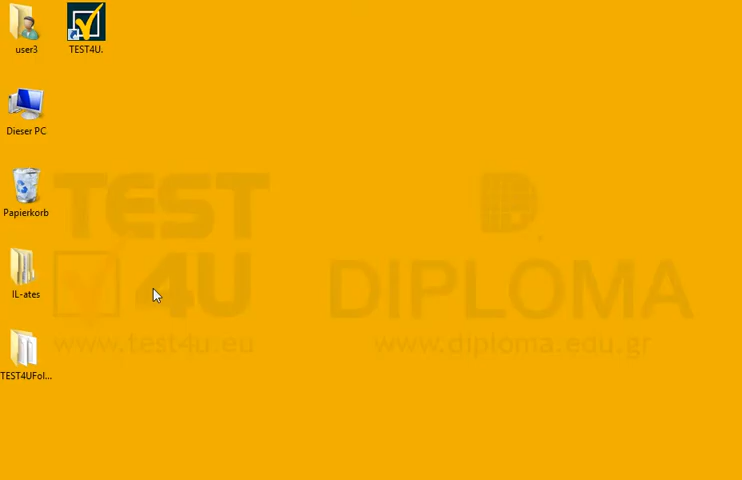 user3
TEST4U.
Dieser PC
Papierkorb
IL-ates
TEST4UFol...
TEST
4U
www.test4u.eu
D.
DIPLOMA
www.diploma.edu.gr